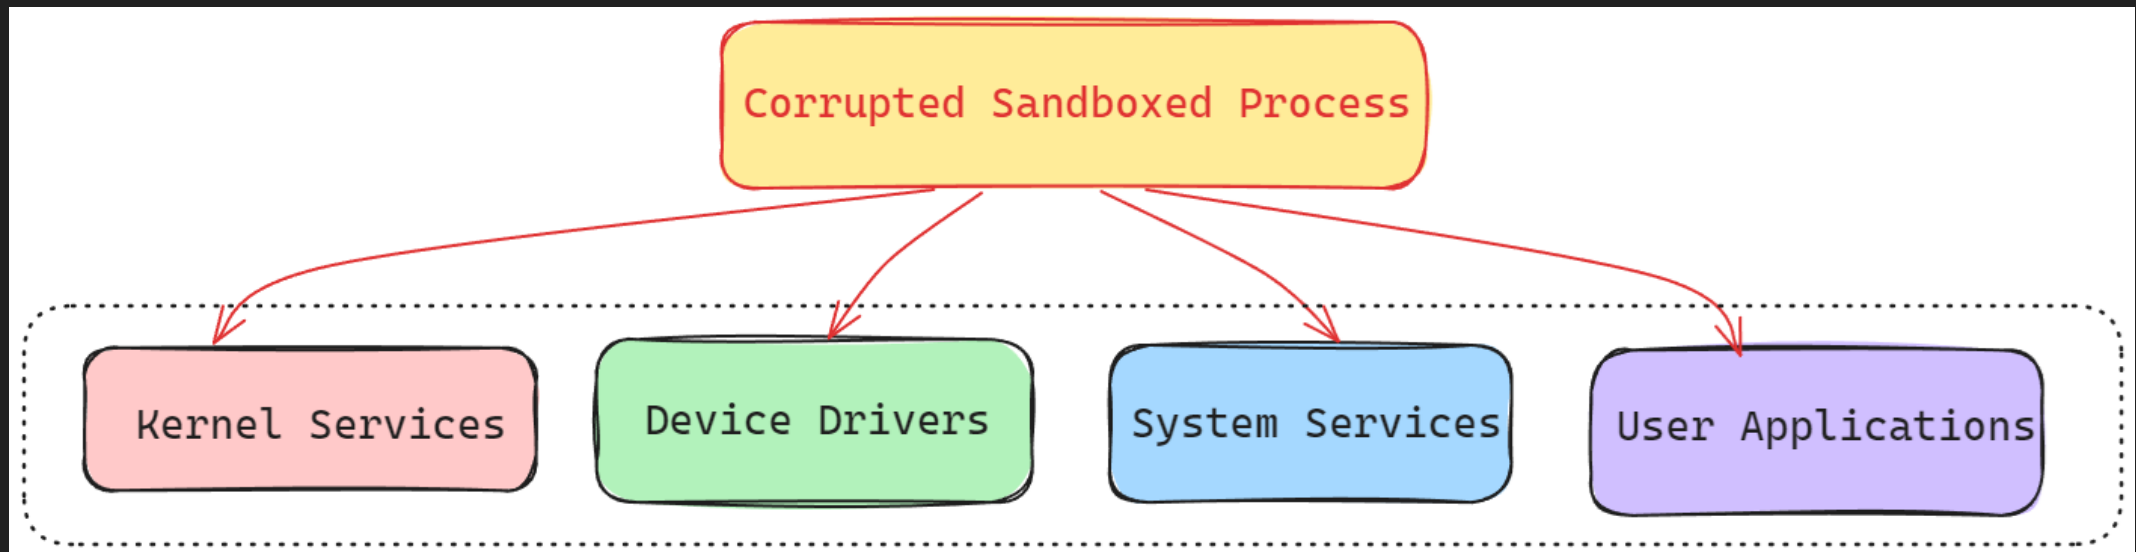 Corrupted Sandboxed Process
Kernel Services
Device Drivers
System Services
User Applications